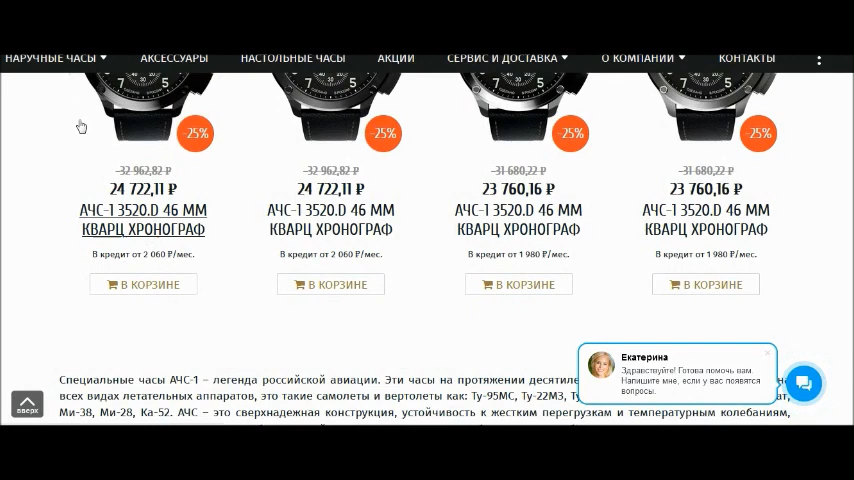 НАРУЧНЫЕ ЧАСЫ АКСЕССУАРЫ НАСТОЛЬНЫЕ ЧАСЫ АКЦИИ СЕРВИС И ДОСТАВКА О КОМПАНИИ КОНТАКТЫ
-25% -25% -25% -25%
32 962,82 ₽ 32 962,82 ₽ 31 680,22 ₽ 31 680,22 ₽
24 722,11 ₽ 24 722,11 ₽ 23 760,16 ₽ 23 760,16 ₽
АЧС-1 3520.D 46 ММ АЧС-1 3520.D 46 ММ АЧС-1 3520.D 46 ММ АЧС-1 3520.D 46 ММ
КВАРЦ ХРОНОГРАФ КВАРЦ ХРОНОГРАФ КВАРЦ ХРОНОГРАФ КВАРЦ ХРОНОГРАФ
В кредит от 2 060 ₽/мес. В кредит от 2 060 ₽/мес. В кредит от 1 980 ₽/мес. В кредит от 1 980 ₽/мес.
В КОРЗИНЕ В КОРЗИНЕ В КОРЗИНЕ В КОРЗИНЕ
Екатерина
Здравствуйте! Готова помочь вам.
Напишите мне, если у вас появятся
вопросы.
Специальные часы АЧС-1 – легенда российской авиации. Эти часы на протяжении
всех видах летательных аппаратов, это такие самолеты и вертолеты как: Ту-95МС, Ту-22М3,
Ми-38, Ми-28, Ка-52. АЧС – это сверхнадежная конструкция, устойчивость к жестким перегрузкам и температурным колебаниям,
вверх